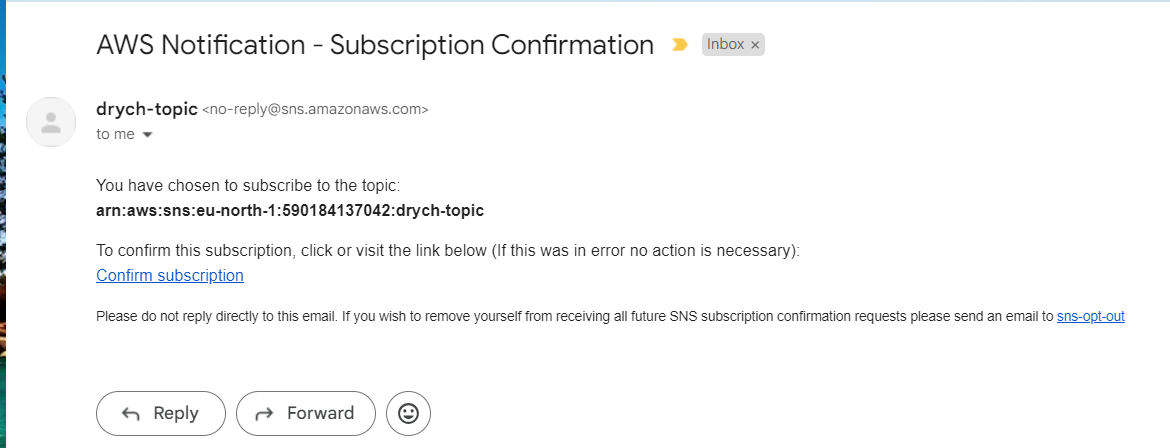 AWS Notification - Subscription Confirmation Inbox ×
drych-topic <no-reply@sns.amazonaws.com>
to me
You have chosen to subscribe to the topic:
arn:aws:sns:eu-north-1:590184137042:drych-topic
To confirm this subscription, click or visit the link below (If this was in error no action is necessary):
Confirm subscription
Please do not reply directly to this email. If you wish to remove yourself from receiving all future SNS subscription confirmation requests please send an email to sns-opt-out
Reply Forward